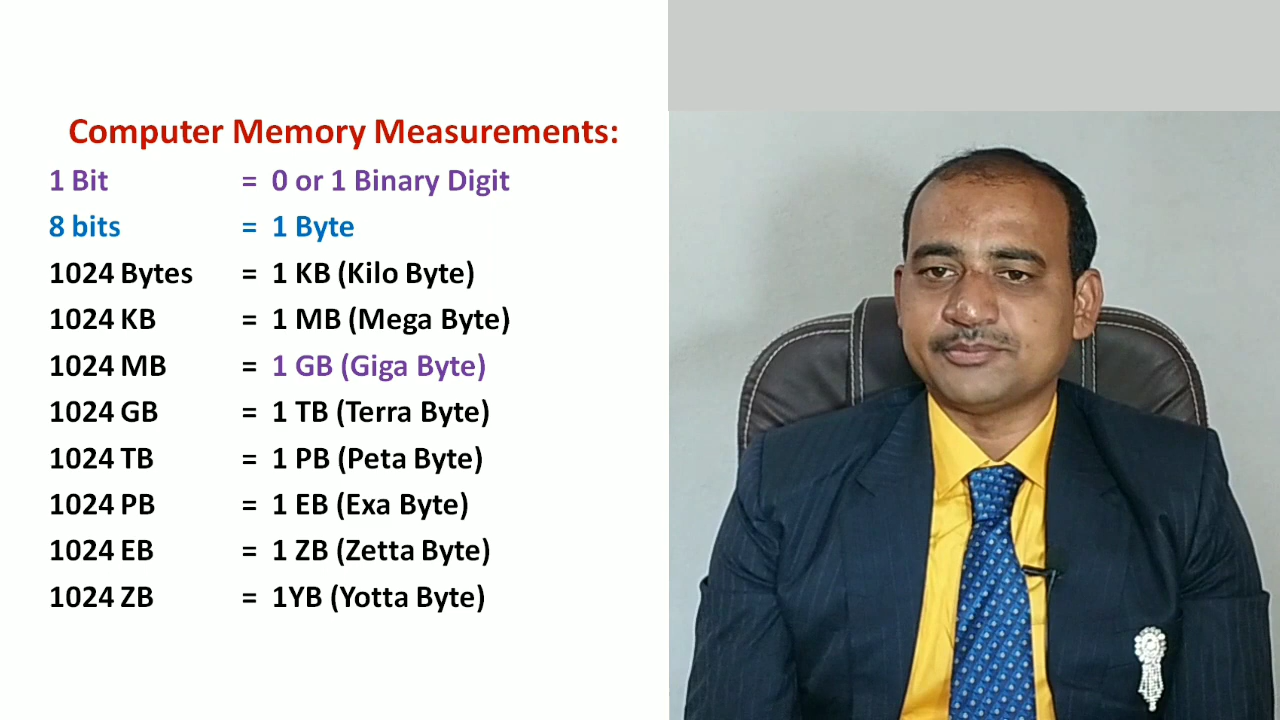 Computer Memory Measurements:
1 Bit = 0 or 1 Binary Digit
8 bits = 1 Byte
1024 Bytes = 1 KB (Kilo Byte)
1024 KB = 1 MB (Mega Byte)
1024 MB = 1 GB (Giga Byte)
1024 GB = 1 TB (Terra Byte)
1024 TB = 1 PB (Peta Byte)
1024 PB = 1 EB (Exa Byte)
1024 EB = 1 ZB (Zetta Byte)
1024 ZB = 1YB (Yotta Byte)